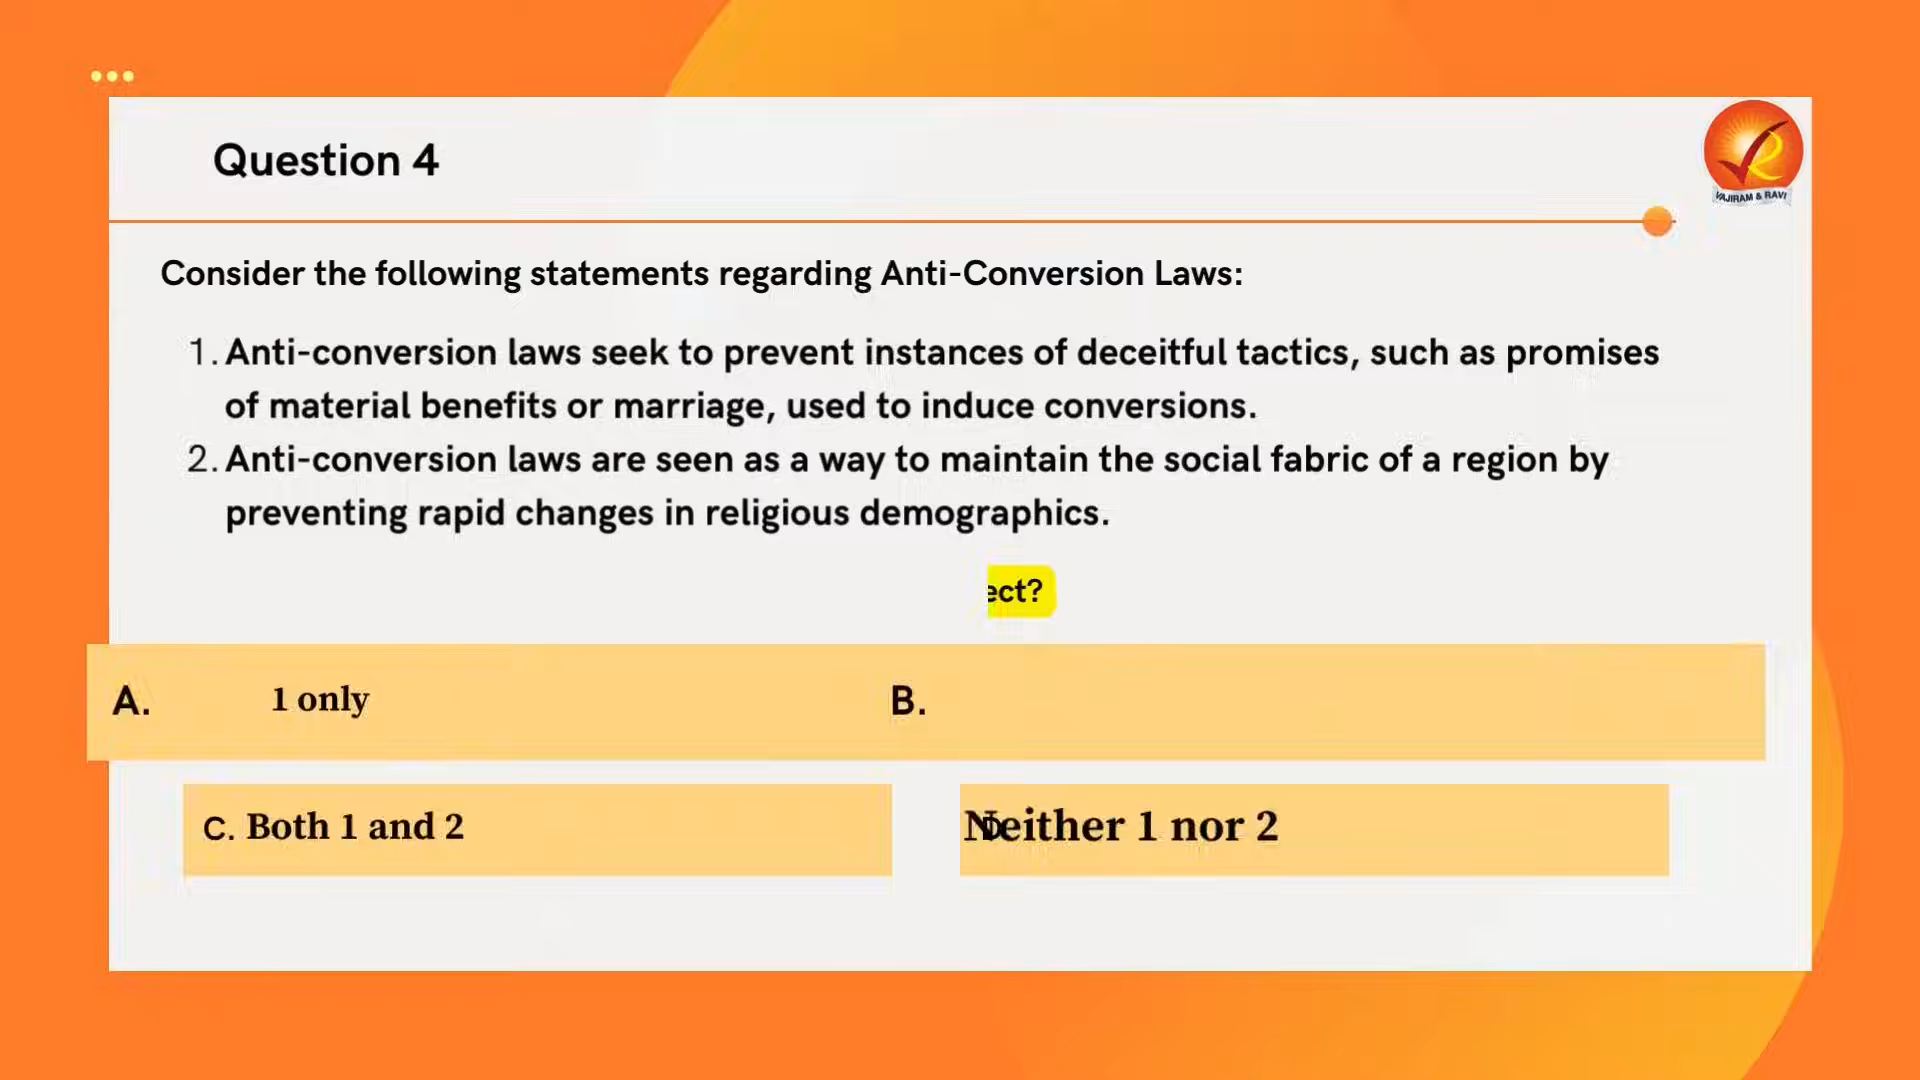 Question 4
VAJIRAM & RAVI
Consider the following statements regarding Anti-Conversion Laws:
1. Anti-conversion laws seek to prevent instances of deceitful tactics, such as promises
of material benefits or marriage, used to induce conversions.
2. Anti-conversion laws are seen as a way to maintain the social fabric of a region by
preventing rapid changes in religious demographics.
ect?
A. 1 only B.
C. Both 1 and 2
Neither 1 nor 2